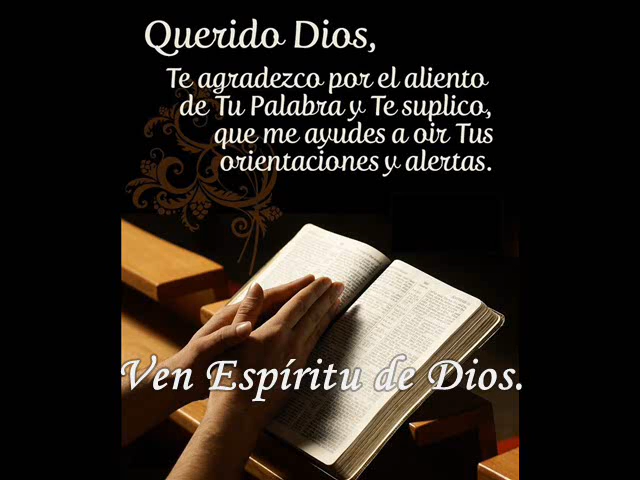 Querido Dios,
Te agradezco por el aliento
de Tu Palabra y Te suplico,
que me ayudes a oir Tus
orientaciones y alertas.
Ven Espíritu de Dios.